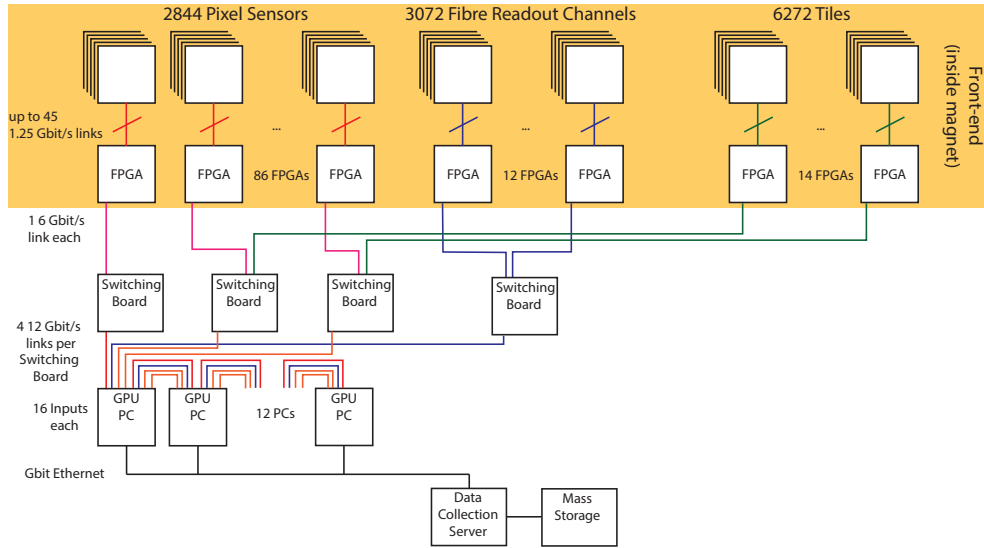 2844 Pixel Sensors
3072 Fibre Readout Channels
6272 Tiles
Front-end
(inside magnet)
up to 45
1.25 Gbit/s links
...
...
...
FPGA
FPGA
86 FPGAs
FPGA
FPGA
12 FPGAs
FPGA
FPGA
14 FPGAs
FPGA
1 6 Gbit/s
link each
Switching
Board
Switching
Board
Switching
Board
Switching
Board
4 12 Gbit/s
links per
Switching
Board
16 Inputs
each
GPU
PC
GPU
PC
12 PCs
GPU
PC
Gbit Ethernet
Data
Collection
Server
Mass
Storage